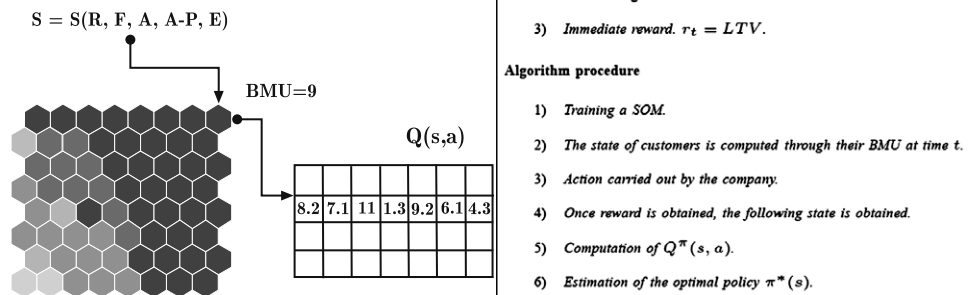 S = S(R, F, A, A-P, E)
BMU=9
Q(s,a)
8.2 7.1 11 1.3 9.2 6.1 4.3
3) Immediate reward. rₜ = LTV.
Algorithm procedure
1) Training a SOM.
2) The state of customers is computed through their BMU at time t.
3) Action carried out by the company.
4) Once reward is obtained, the following state is obtained.
5) Computation of Q^π(s, a).
6) Estimation of the optimal policy π*(s).